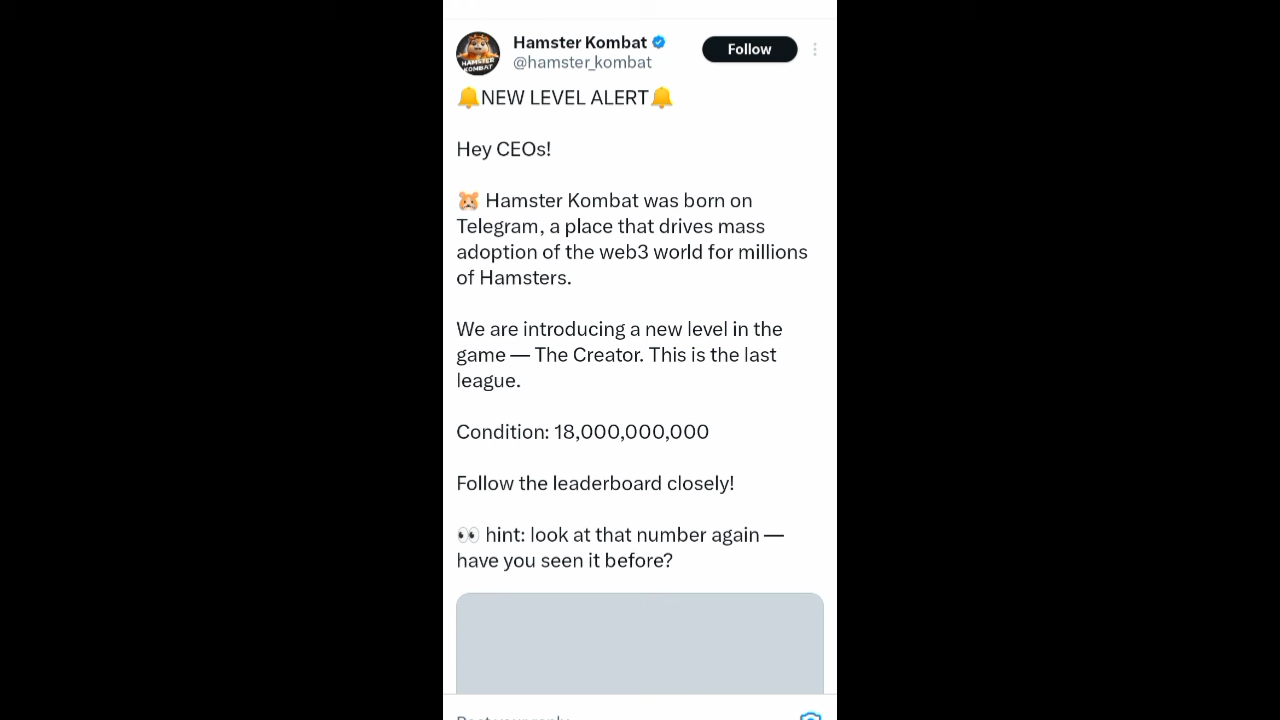 Hamster Kombat
@hamster_kombat
Follow
HAMSTER
KOMBAT
🔔NEW LEVEL ALERT🔔
Hey CEOs!
🐹 Hamster Kombat was born on
Telegram, a place that drives mass
adoption of the web3 world for millions
of Hamsters.
We are introducing a new level in the
game — The Creator. This is the last
league.
Condition: 18,000,000,000
Follow the leaderboard closely!
👀 hint: look at that number again —
have you seen it before?